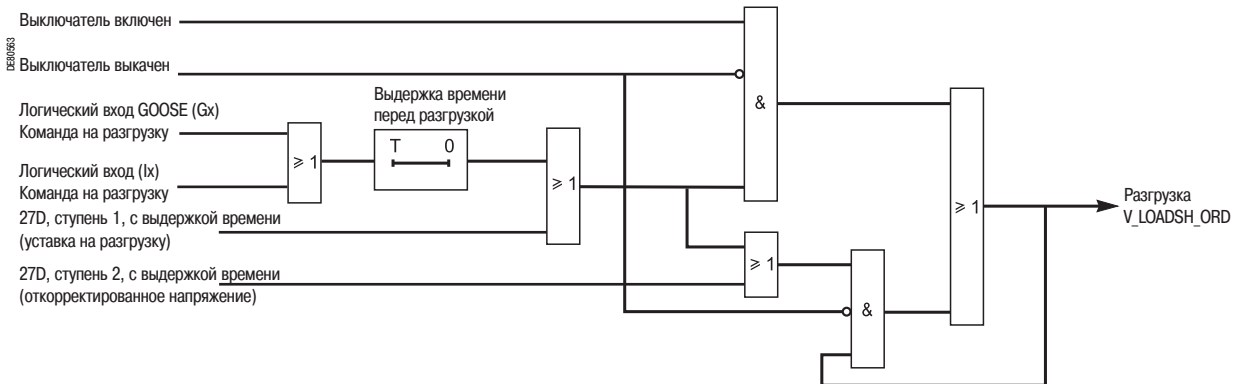 Выключатель включен
DE80563
Выключатель выкачен
Логический вход GOOSE (Gx)
Команда на разгрузку
Выдержка времени
перед разгрузкой
&
T 0
≥ 1
Логический вход (Ix)
Команда на разгрузку
≥ 1
≥ 1
Разгрузка
V_LOADSH_ORD
27D, ступень 1, с выдержкой времени
(уставка на разгрузку)
≥ 1
27D, ступень 2, с выдержкой времени
(откорректированное напряжение)
&